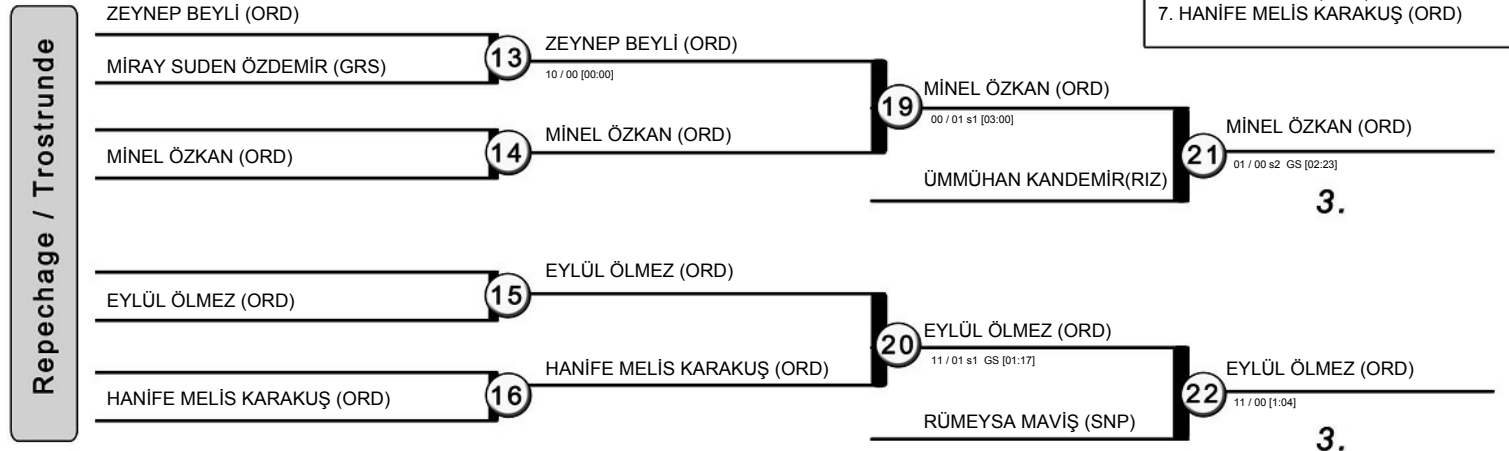 7. HANİFE MELİS KARAKUŞ (ORD)
Repechage / Trostrunde
ZEYNEP BEYLİ (ORD)
MİRAY SUDEN ÖZDEMİR (GRS)
13
ZEYNEP BEYLİ (ORD)
10 / 00 [00:00]
MİNEL ÖZKAN (ORD)
14
MİNEL ÖZKAN (ORD)
19
MİNEL ÖZKAN (ORD)
00 / 01 s1 [03:00]
ÜMMÜHAN KANDEMİR(RIZ)
21
MİNEL ÖZKAN (ORD)
01 / 00 s2 GS [02:23]
3.
EYLÜL ÖLMEZ (ORD)
15
EYLÜL ÖLMEZ (ORD)
HANİFE MELİS KARAKUŞ (ORD)
16
HANİFE MELİS KARAKUŞ (ORD)
20
EYLÜL ÖLMEZ (ORD)
11 / 01 s1 GS [01:17]
RÜMEYSA MAVİŞ (SNP)
22
EYLÜL ÖLMEZ (ORD)
11 / 00 [1:04]
3.